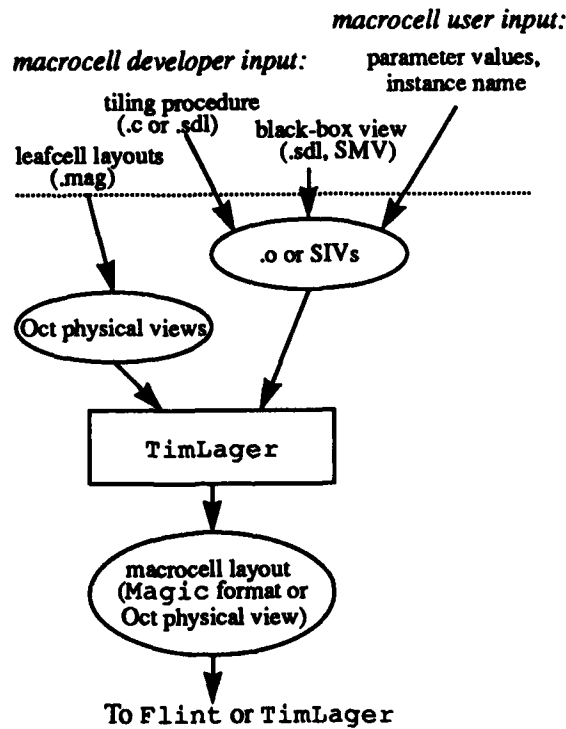 macrocell user input:
parameter values,
instance name
macrocell developer input:
tiling procedure
(.c or .sdl)
black-box view
(.sdl, SMV)
leafcell layouts
(.mag)
.o or SIVs
Oct physical views
TimLager
macrocell layout
(Magic format or
Oct physical view)
To Flint or TimLager